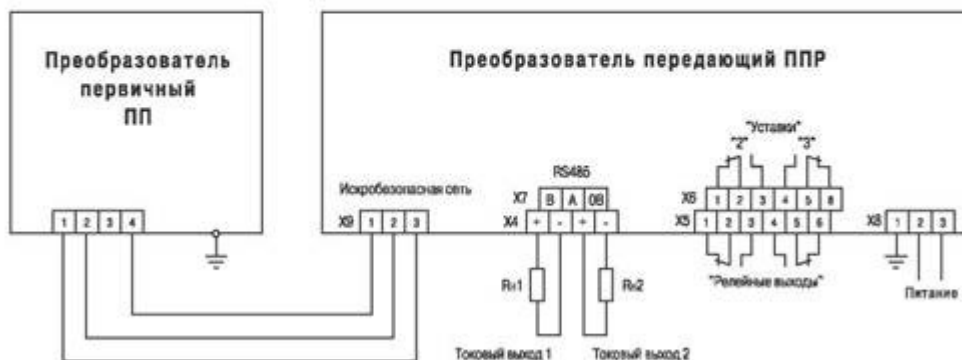 Преобразователь
первичный
ПП
Преобразователь передающий ППР
"Уставки"
"2" "3"
RS485
Искробезопасная сеть
X7 B A 0B
X6 1 2 3 4 5 8
1 2 3 4
X9 1 2 3
X4 + - + -
X5 1 2 3 4 5 6
X8 1 2 3
Rн1 Rн2
"Релейные выходы"
Питание
Токовый выход 1 Токовый выход 2